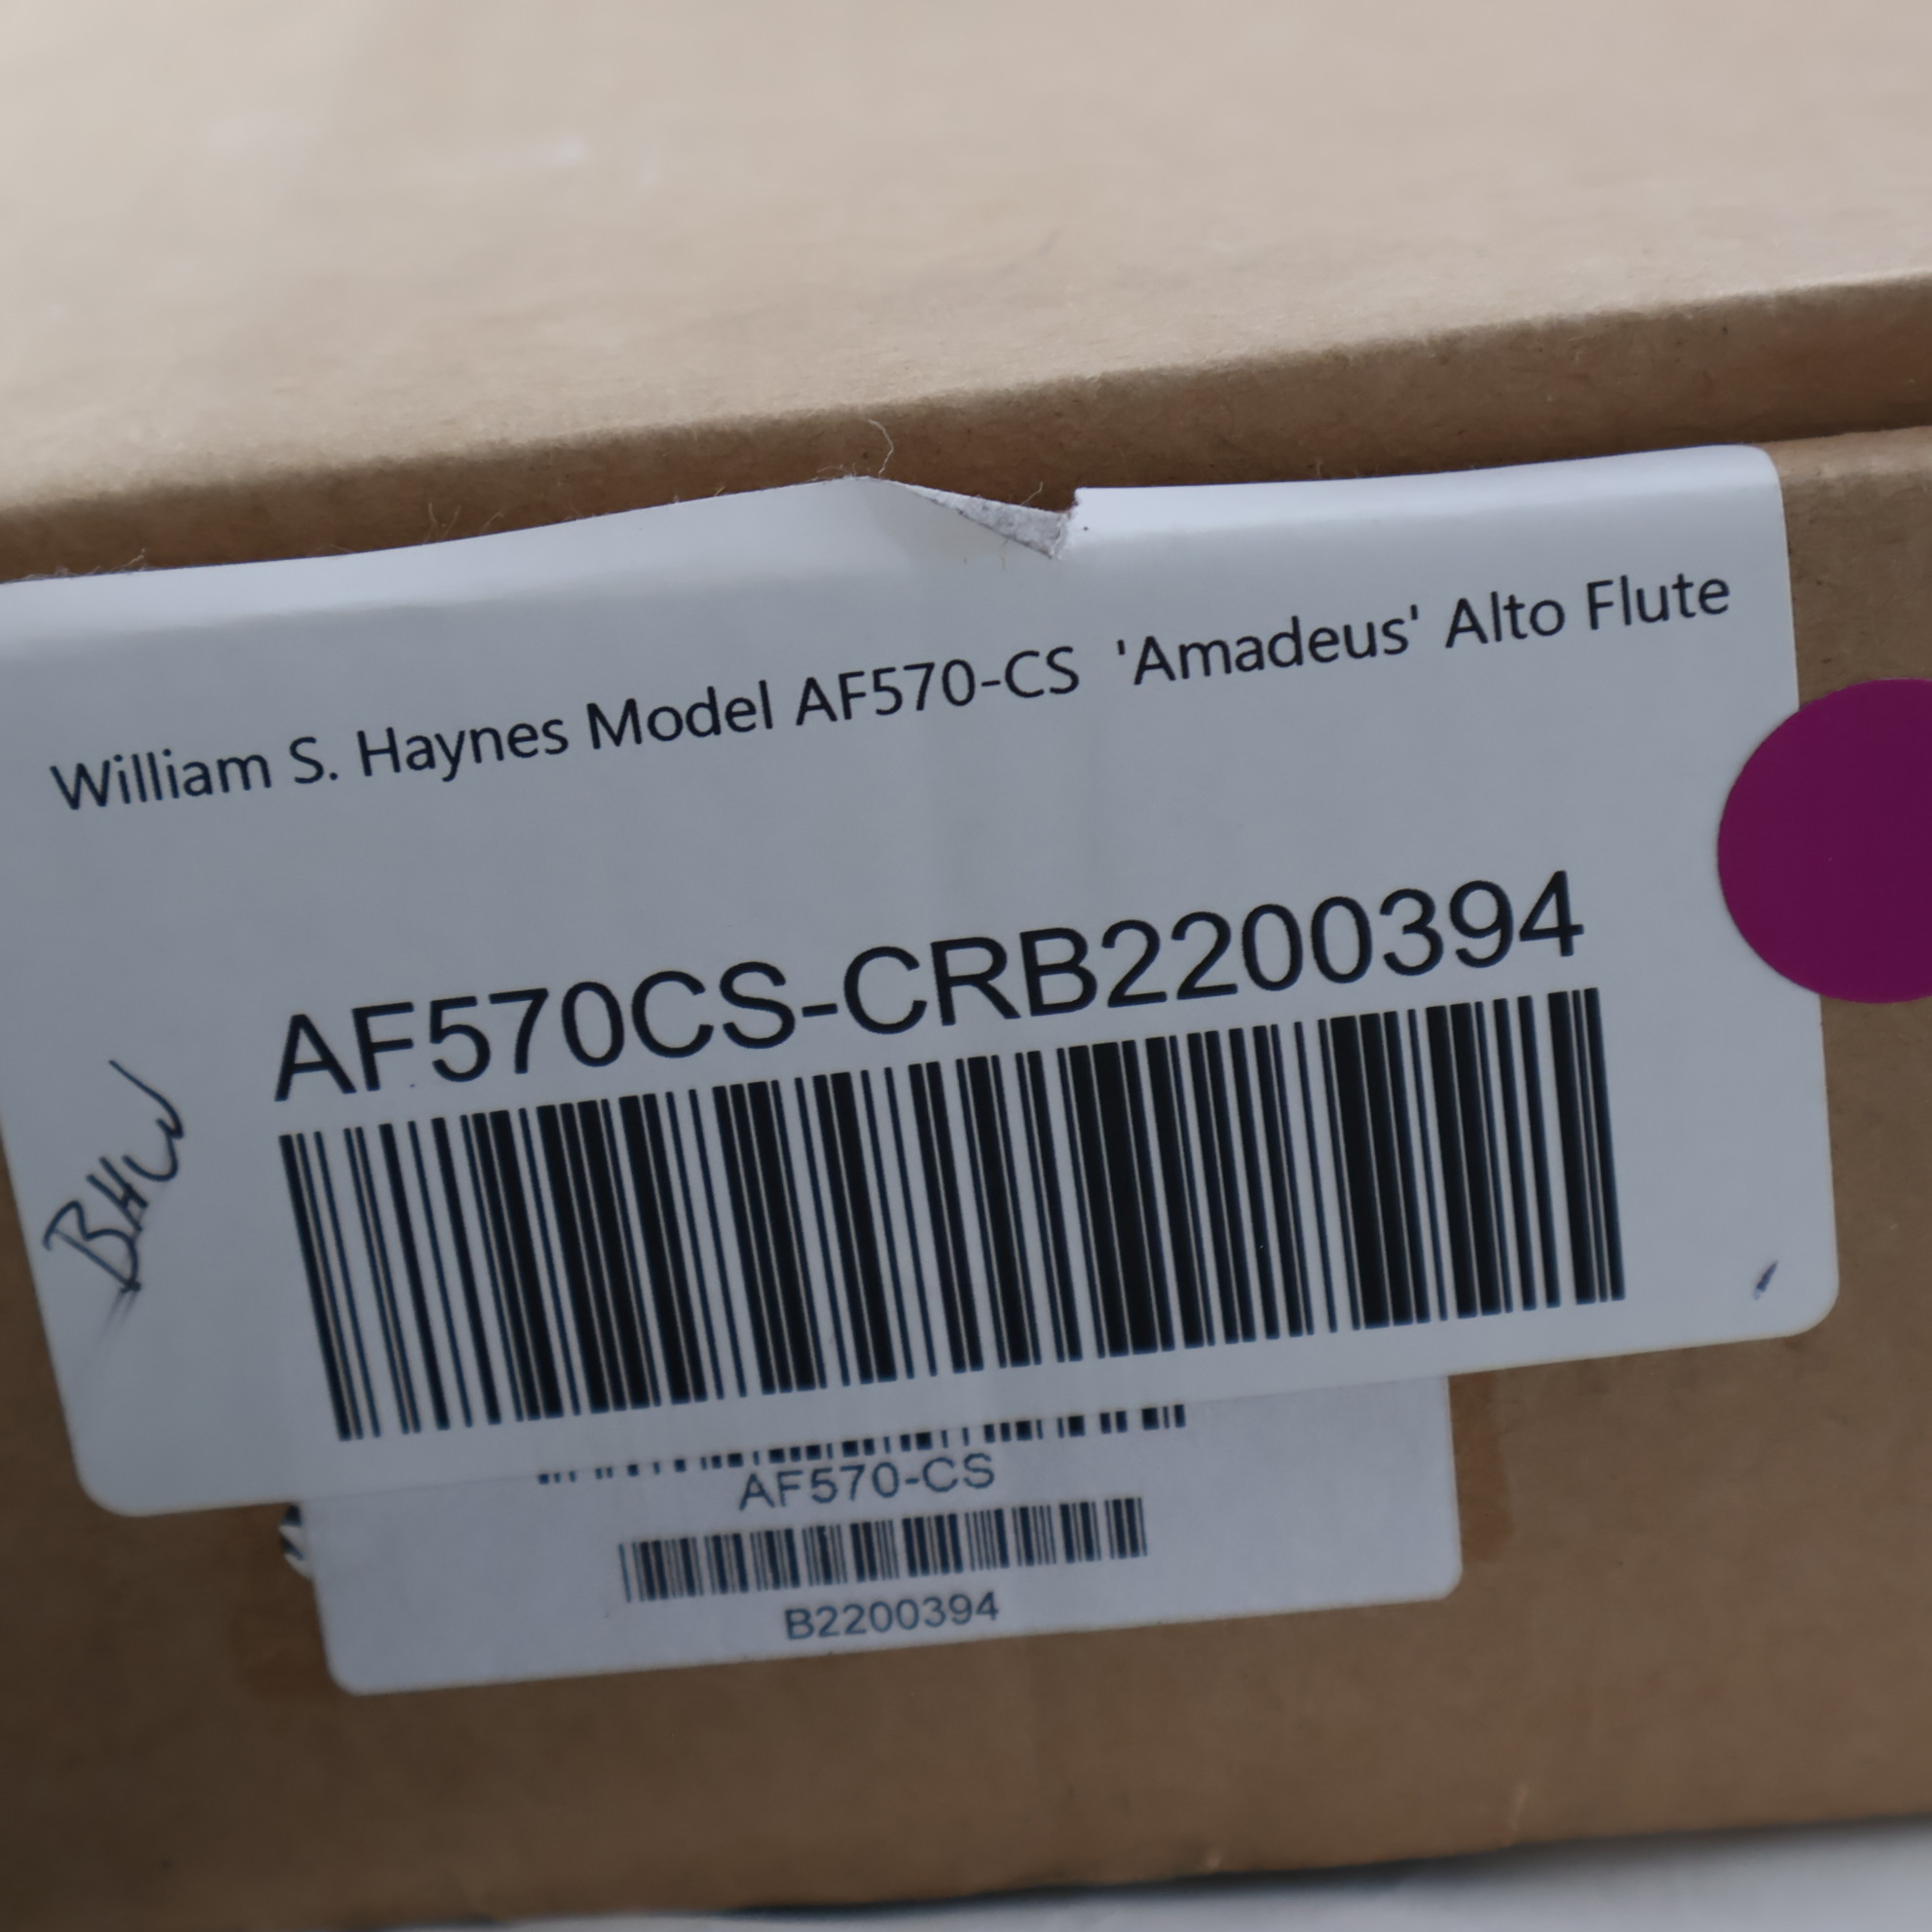 William S. Haynes Model AF570-CS  'Amadeus' Alto Flute
AF570CS-CRB2200394
BHW
AF570-CS
B2200394